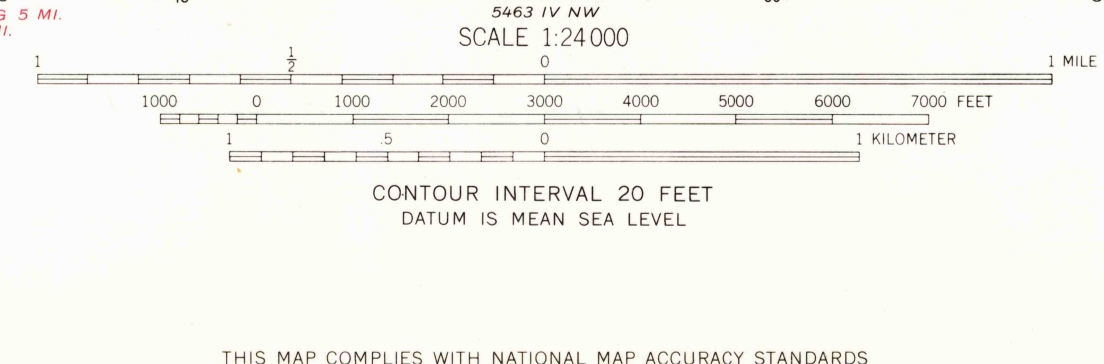 G 5 MI.
5463 IV NW
SCALE 1:24 000
1 1/2 0 1 MILE
1000 0 1000 2000 3000 4000 5000 6000 7000 FEET
1 .5 0 1 KILOMETER
CONTOUR INTERVAL 20 FEET
DATUM IS MEAN SEA LEVEL
THIS MAP COMPLIES WITH NATIONAL MAP ACCURACY STANDARDS